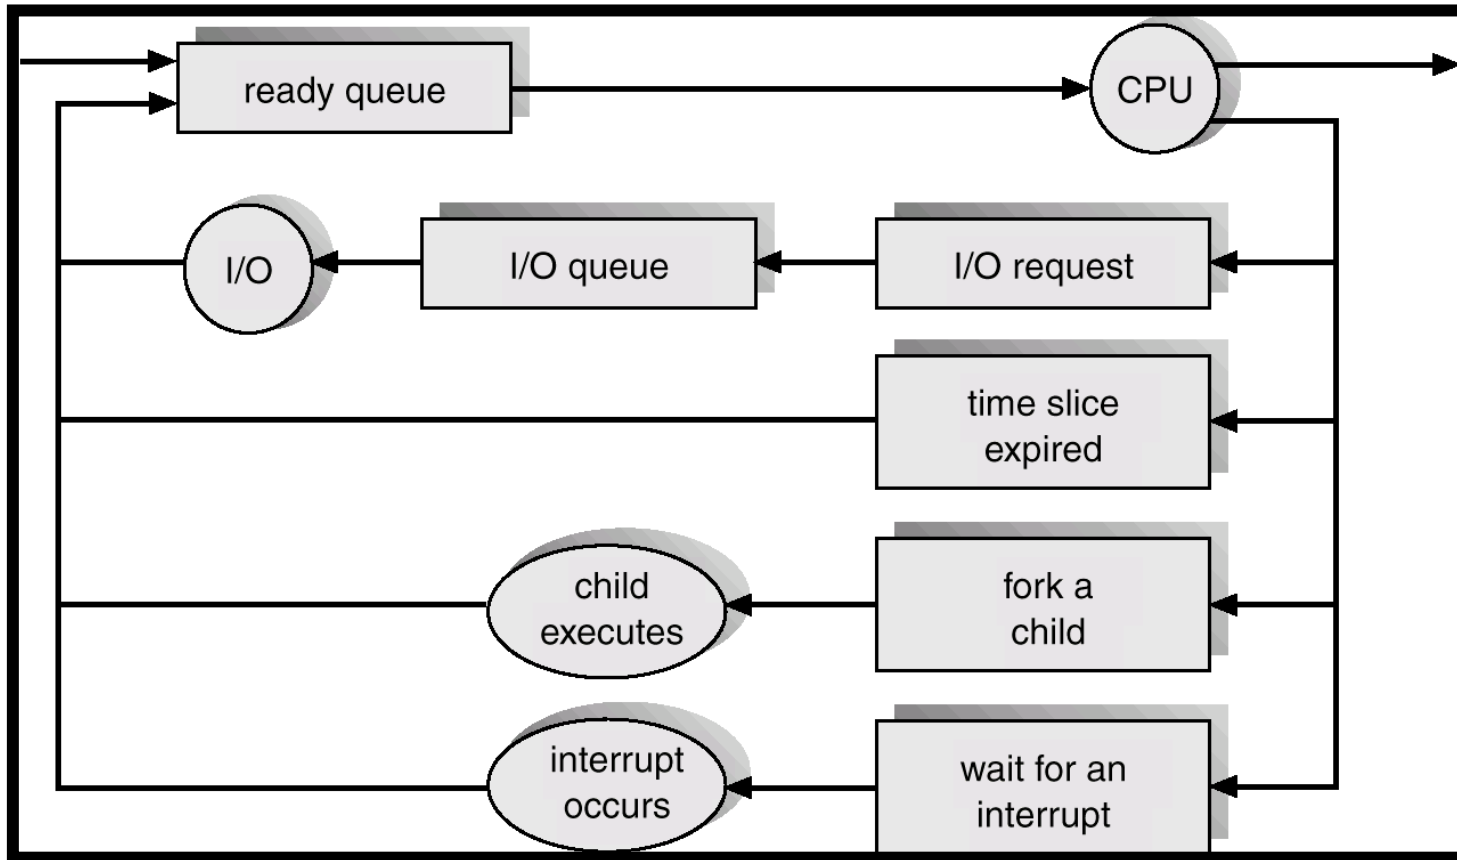 ready queue
CPU
I/O
I/O queue
I/O request
time slice
expired
child
executes
fork a
child
interrupt
occurs
wait for an
interrupt